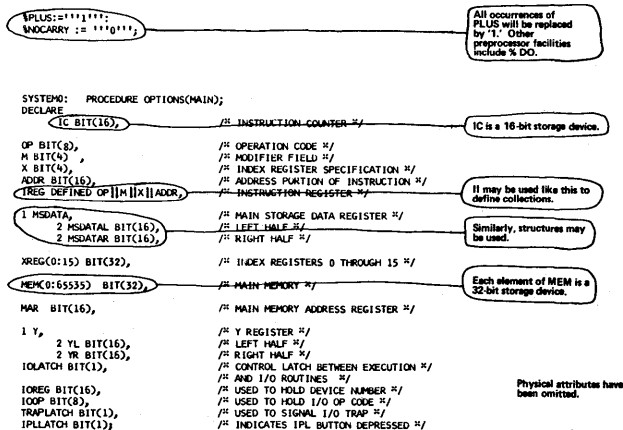 %PLUS:='''1''';
%NOCARRY := '''0''';
All occurrences of
PLUS will be replaced
by '1.' Other
preprocessor facilities
include % DO.
SYSTEM0: PROCEDURE OPTIONS(MAIN);
DECLARE
IC BIT(16), /* INSTRUCTION COUNTER */
IC is a 16-bit storage device.
OP BIT(8), /* OPERATION CODE */
M BIT(4) , /* MODIFIER FIELD */
X BIT(4), /* INDEX REGISTER SPECIFICATION */
ADDR BIT(16), /* ADDRESS PORTION OF INSTRUCTION */
IREG DEFINED OP||M||X||ADDR, /* INSTRUCTION REGISTER */
II may be used like this to
define collections.
1 MSDATA, /* MAIN STORAGE DATA REGISTER */
2 MSDATAL BIT(16), /* LEFT HALF */
2 MSDATAR BIT(16), /* RIGHT HALF */
Similarly, structures may
be used.
XREG(0:15) BIT(32), /* INDEX REGISTERS 0 THROUGH 15 */
MEM(0:65535) BIT(32), /* MAIN MEMORY */
Each element of MEM is a
32-bit storage device.
MAR BIT(16), /* MAIN MEMORY ADDRESS REGISTER */
1 Y, /* Y REGISTER */
2 YL BIT(16), /* LEFT HALF */
2 YR BIT(16), /* RIGHT HALF */
IOLATCH BIT(1), /* CONTROL LATCH BETWEEN EXECUTION */
/* AND I/O ROUTINES */
IOREG BIT(16), /* USED TO HOLD DEVICE NUMBER */
IOOP BIT(8), /* USED TO HOLD I/O OP CODE */
TRAPLATCH BIT(1), /* USED TO SIGNAL I/O TRAP */
IPLLATCH BIT(1); /* INDICATES IPL BUTTON DEPRESSED */
Physical attributes have
been omitted.